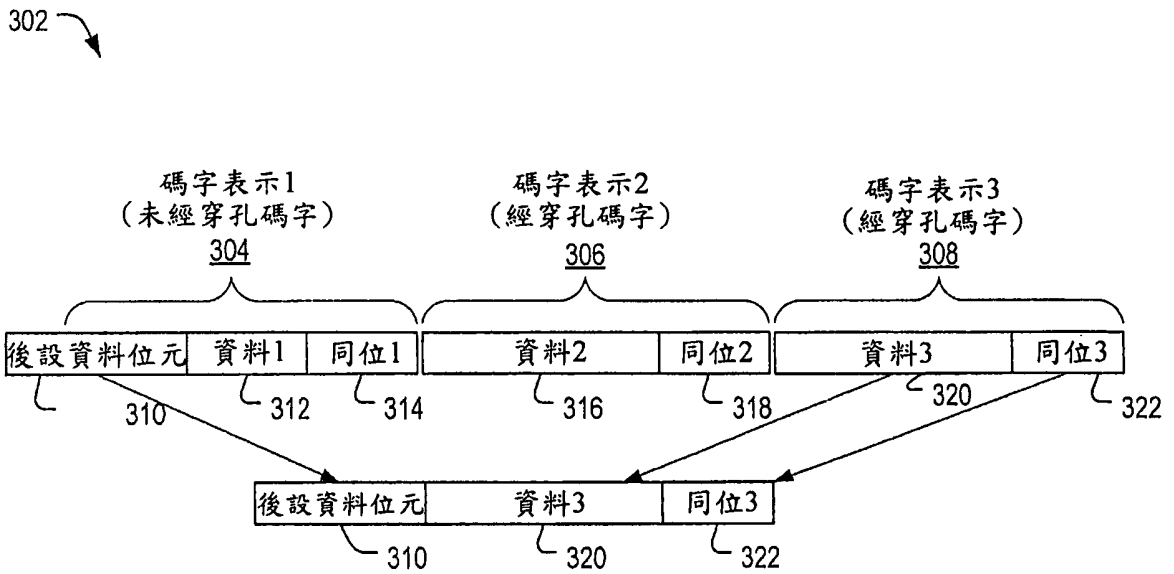 302
碼字表示1
（未經穿孔碼字）
304
碼字表示2
（經穿孔碼字）
306
碼字表示3
（經穿孔碼字）
308
後設資料位元 資料1 同位1 資料2 同位2 資料3 同位3
310 312 314 316 318 320 322
後設資料位元 資料3 同位3
310 320 322